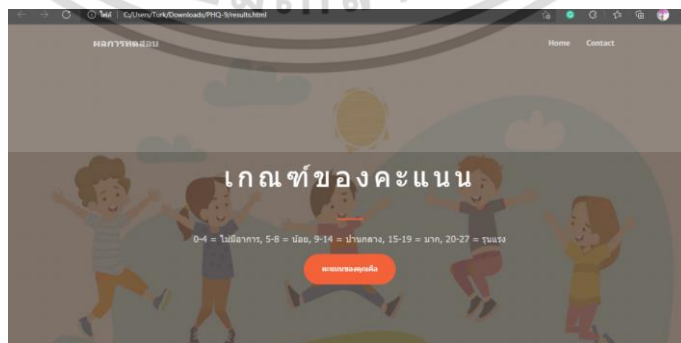 ไฟล์ C:/Users/Turk/Downloads/PHQ-9/results.html
ผลการทดสอบ Home Contact
เกณฑ์ของคะแนน
0-4 = ไม่มีอาการ, 5-8 = น้อย, 9-14 = ปานกลาง, 15-19 = มาก, 20-27 = รุนแรง
คะแนนของคุณคือ